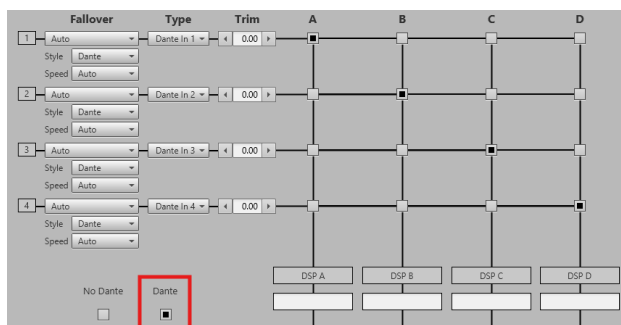 Fallover Type Trim A B C D
1 Auto Dante In 1 0.00
Style Dante
Speed Auto
2 Auto Dante In 2 0.00
Style Dante
Speed Auto
3 Auto Dante In 3 0.00
Style Dante
Speed Auto
4 Auto Dante In 4 0.00
Style Dante
Speed Auto
DSP A DSP B DSP C DSP D
No Dante Dante